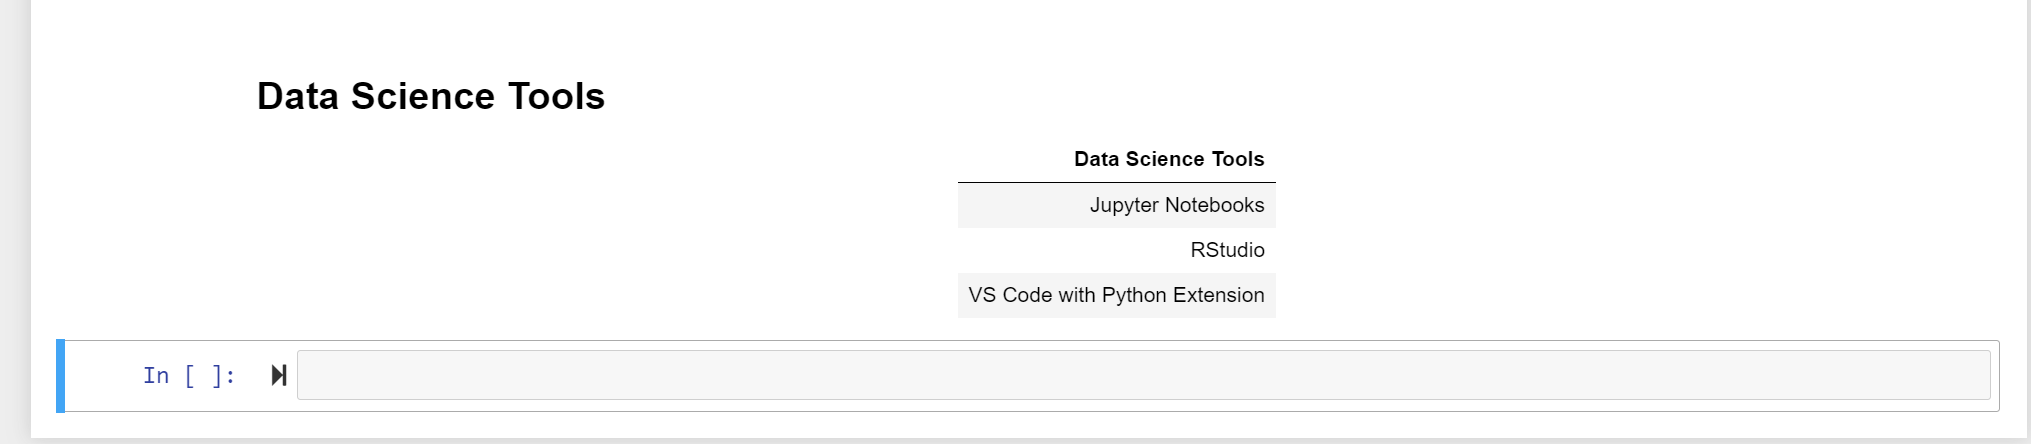 Data Science Tools
Data Science Tools
Jupyter Notebooks
RStudio
VS Code with Python Extension
In [ ]: